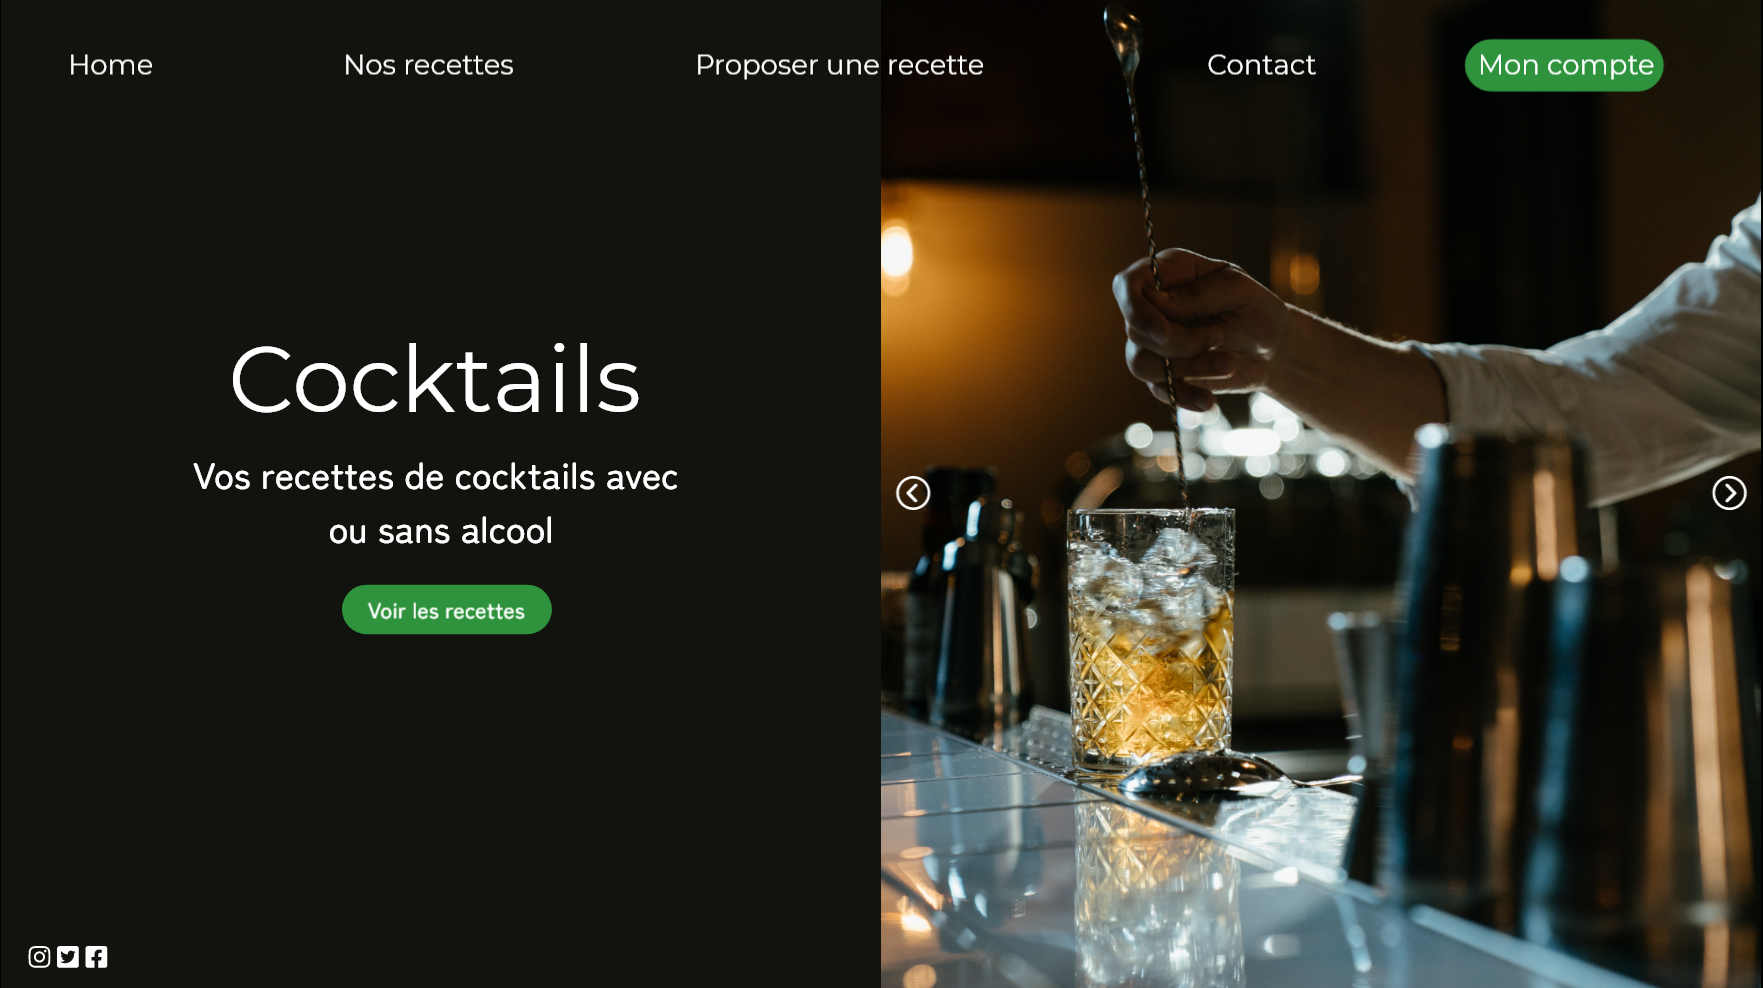 Home
Nos recettes
Proposer une recette
Contact
Mon compte
Cocktails
Vos recettes de cocktails avec
ou sans alcool
Voir les recettes